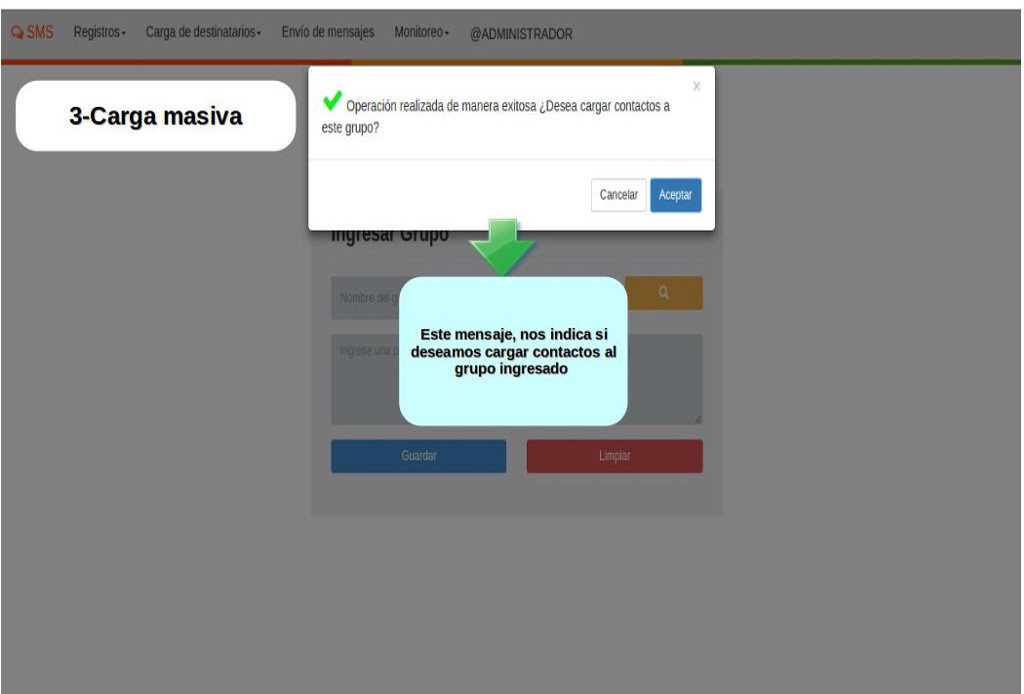 SMS Registros Carga de destinatarios Envío de mensajes Monitoreo @ADMINISTRADOR
3-Carga masiva
x
Operación realizada de manera exitosa ¿Desea cargar contactos a
este grupo?
Cancelar Aceptar
Ingresar Grupo
Nombre del
Este mensaje, nos indica si
deseamos cargar contactos al
grupo ingresado
Ingrese una
Guardar Limpiar